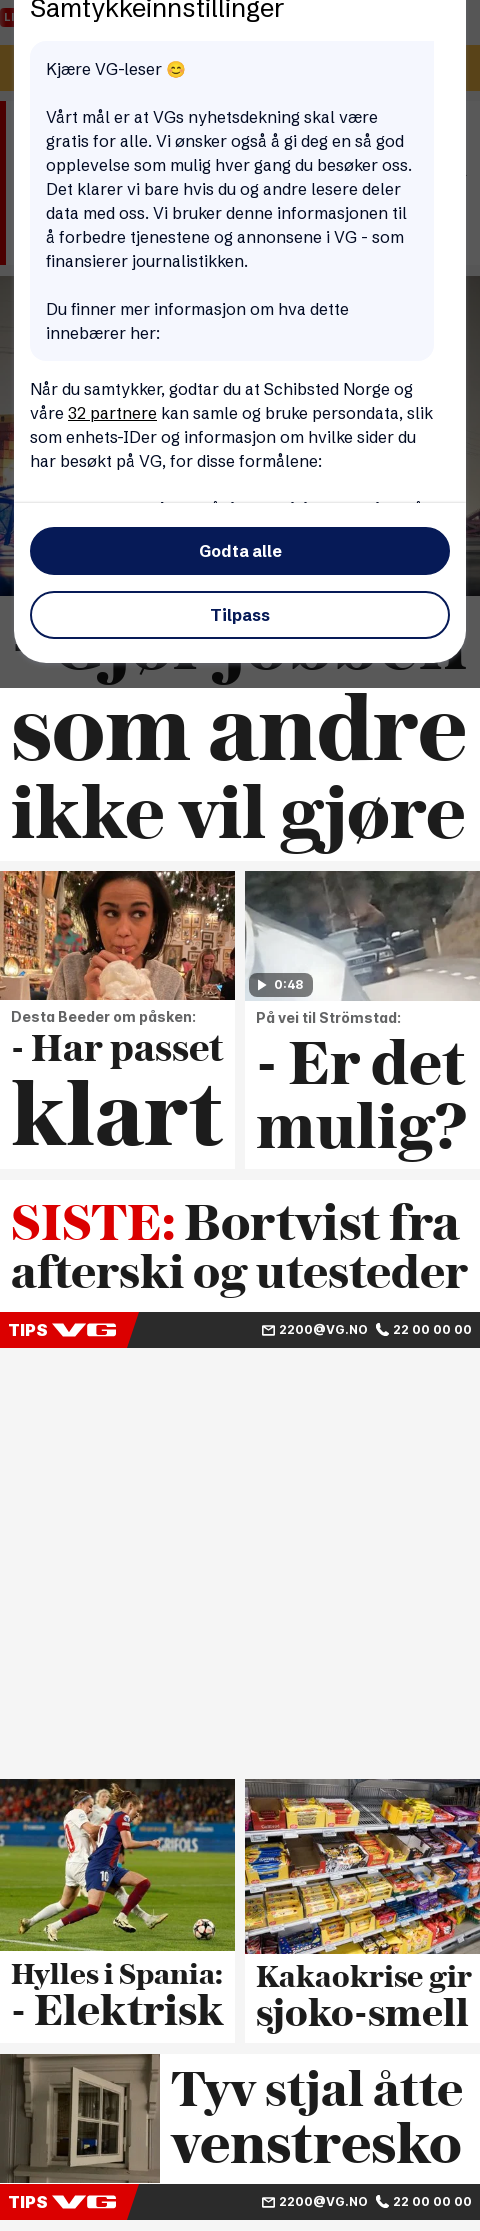 Samtykkeinnstillinger
Kjære VG-leser 😊
Vårt mål er at VGs nyhetsdekning skal være
gratis for alle. Vi ønsker også å gi deg en så god
opplevelse som mulig hver gang du besøker oss.
Det klarer vi bare hvis du og andre lesere deler
data med oss. Vi bruker denne informasjonen til
å forbedre tjenestene og annonsene i VG - som
finansierer journalistikken.
Du finner mer informasjon om hva dette
innebærer her:
Når du samtykker, godtar du at Schibsted Norge og
våre 32 partnere kan samle og bruke persondata, slik
som enhets-IDer og informasjon om hvilke sider du
har besøkt på VG, for disse formålene:
Godta alle
Tilpass
som andre
ikke vil gjøre
0:48
Desta Beeder om påsken:
- Har passet
klart
På vei til Strömstad:
- Er det
mulig?
SISTE: Bortvist fra
afterski og utesteder
TIPS VG 2200@VG.NO 22 00 00 00
Hylles i Spania:
- Elektrisk
Kakaokrise gir
sjoko-smell
Tyv stjal åtte
venstresko
TIPS VG 2200@VG.NO 22 00 00 00